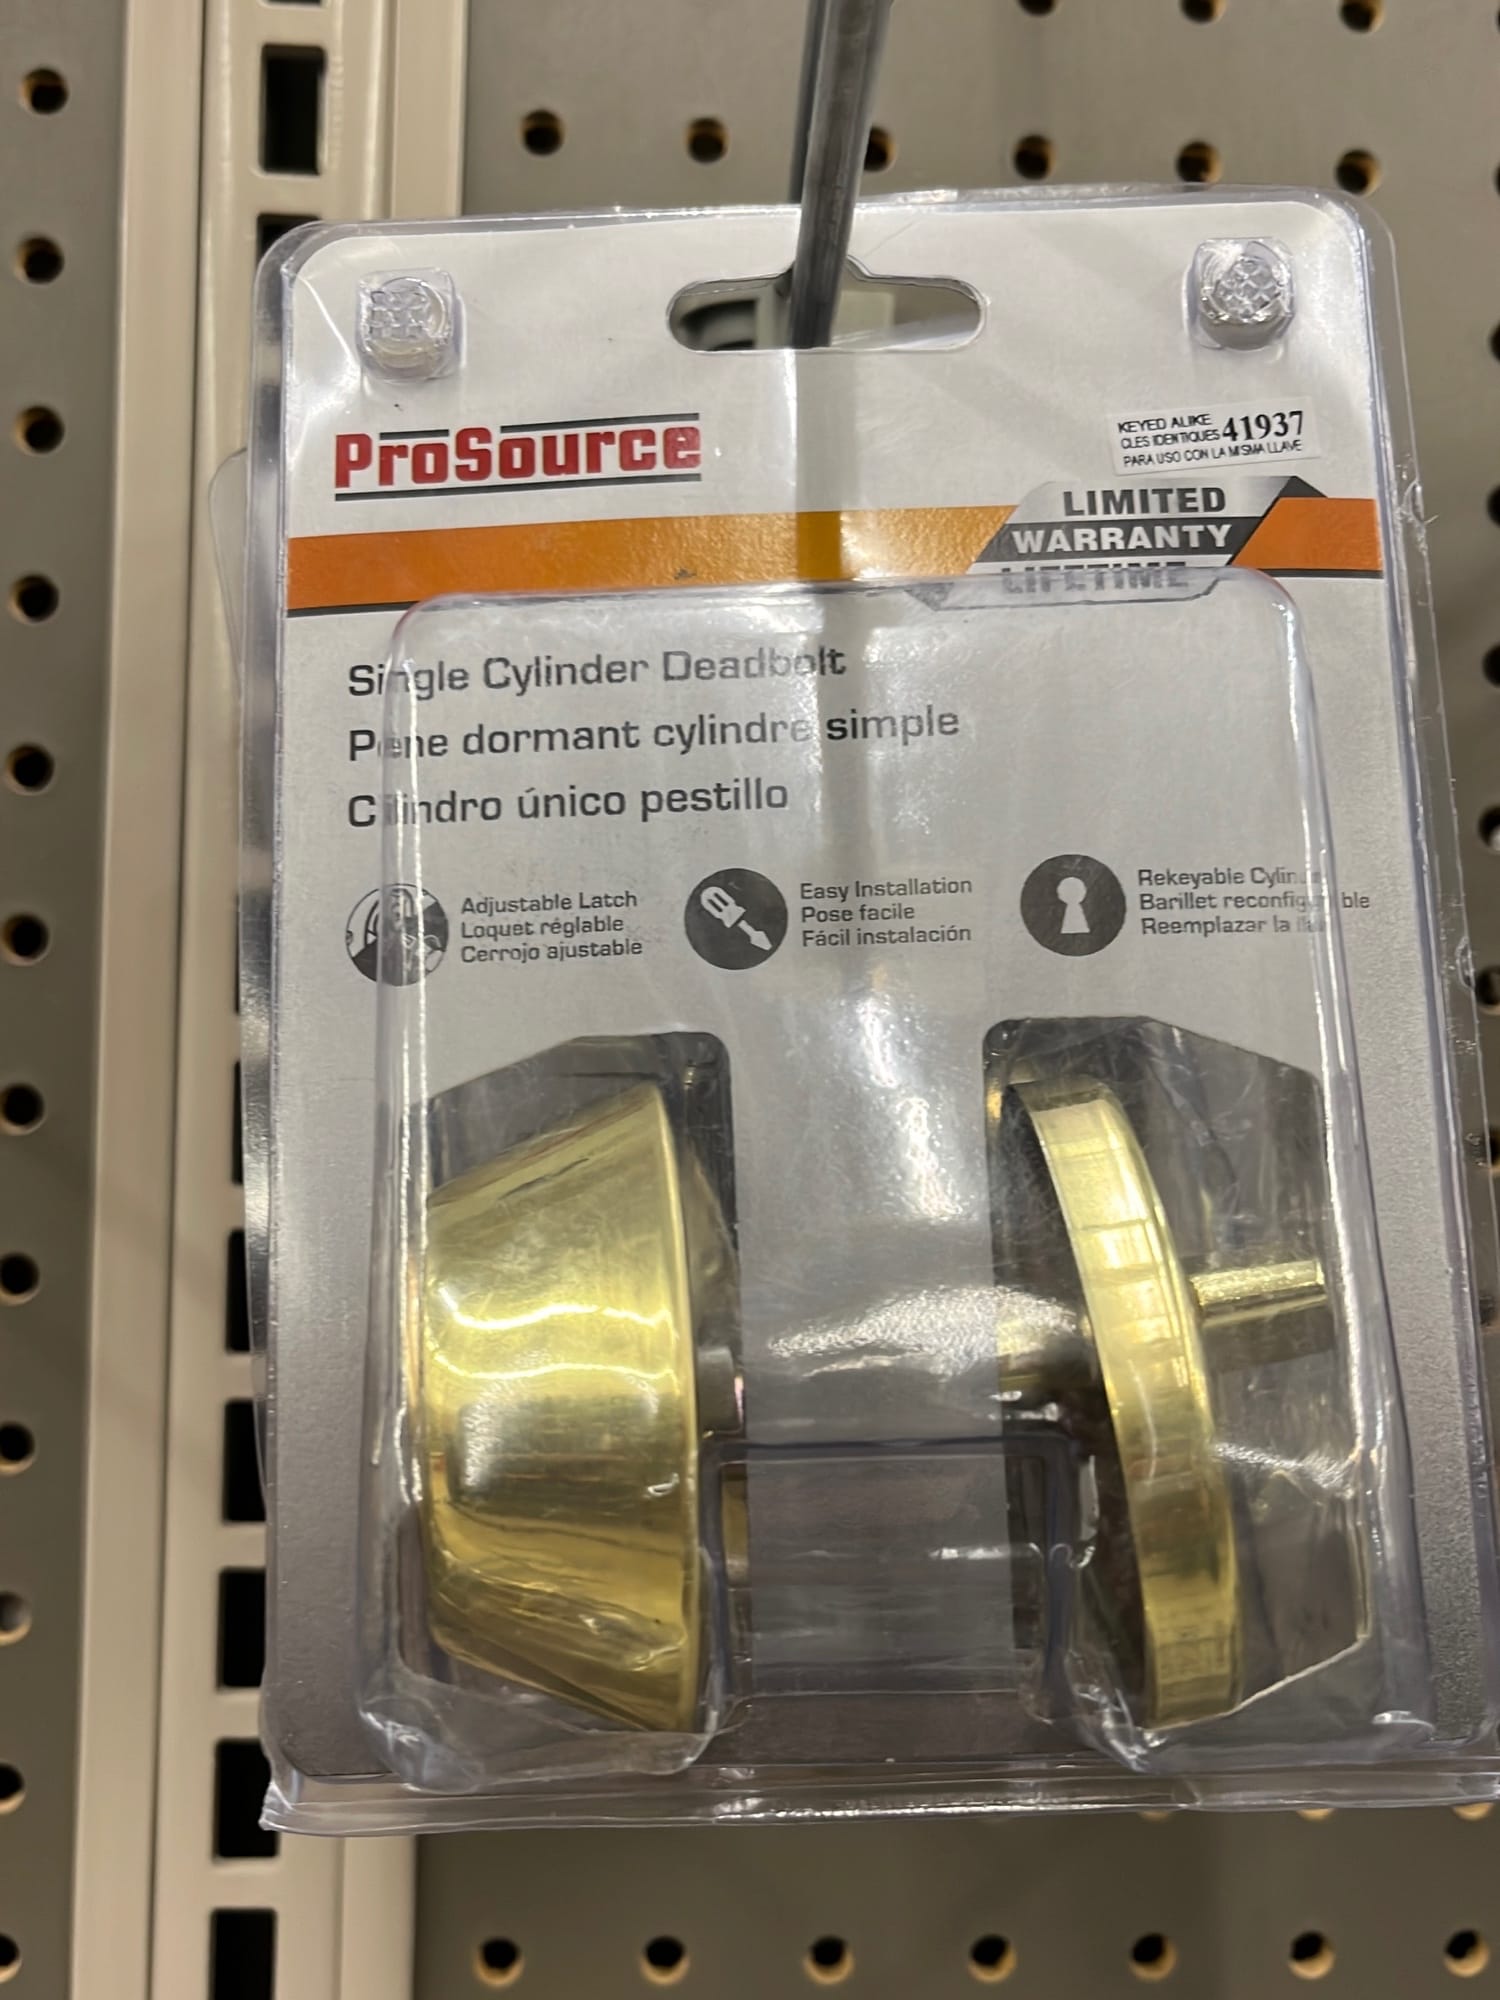 ProSource
KEYED ALIKE
CLES IDENTIQUES 41937
PARA USO CON LA MISMA LLAVE
LIMITED
WARRANTY
LIFETIME
Single Cylinder Deadbolt
Pene dormant cylindre simple
Cilindro único pestillo
Adjustable Latch
Loquet réglable
Cerrojo ajustable
Easy Installation
Pose facile
Fácil instalación
Rekeyable Cylinder
Barillet reconfigurable
Reemplazar la